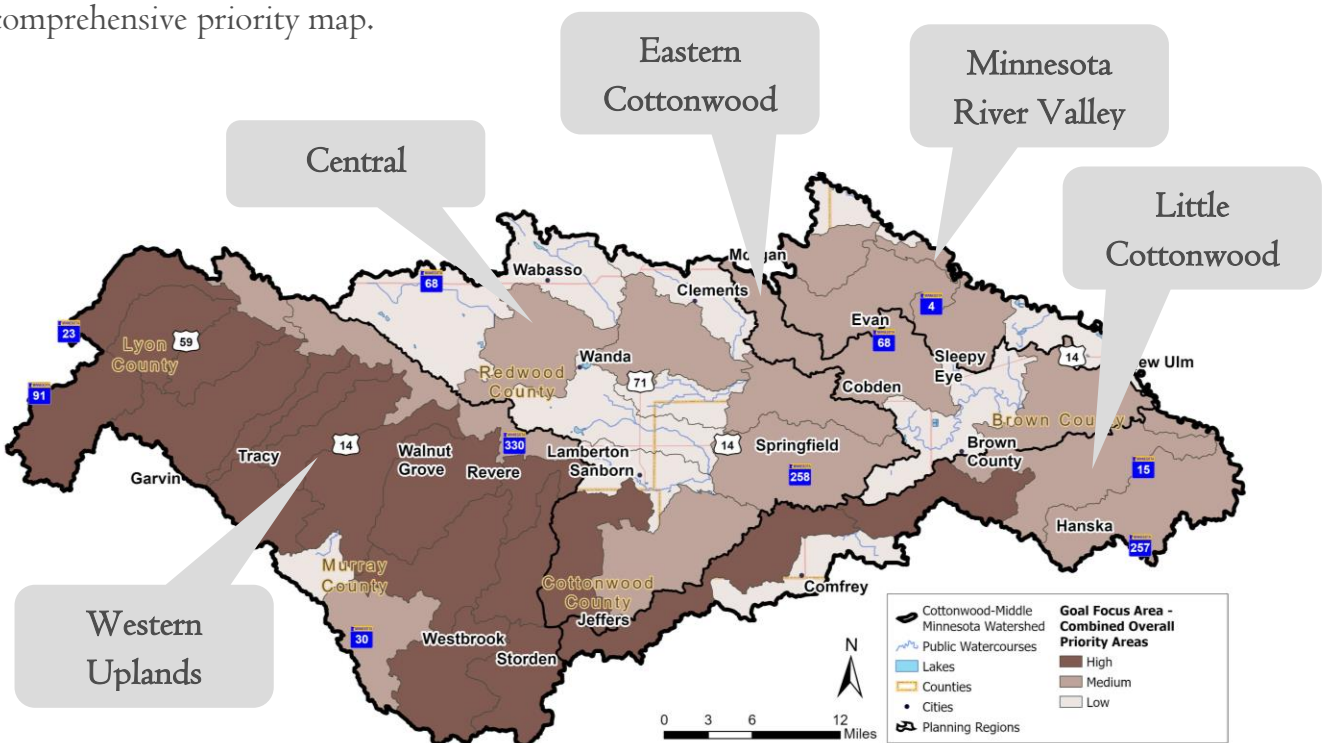 comprehensive priority map.
Eastern
Cottonwood
Minnesota
River Valley
Central
Little
Cottonwood
Western
Uplands
Morgan
Wabasso
68
Clements
4
23
59
Lyon
County
Evan
68
Wanda
Redwood
County
71
Sleepy
Eye
14
ew Ulm
91
Cobden
Brown County
14
Walnut
Grove
Tracy
330
Lamberton
14
Springfield
Brown
County
Garvin
Revere
Sanborn
258
15
Hanska
257
Murray
County
Cottonwood
County
Comfrey
Jeffers
30
Westbrook
Storden
N
0 3 6 12
Miles
Cottonwood-Middle
Minnesota Watershed
Public Watercourses
Lakes
Counties
Cities
Planning Regions
Goal Focus Area -
Combined Overall
Priority Areas
High
Medium
Low